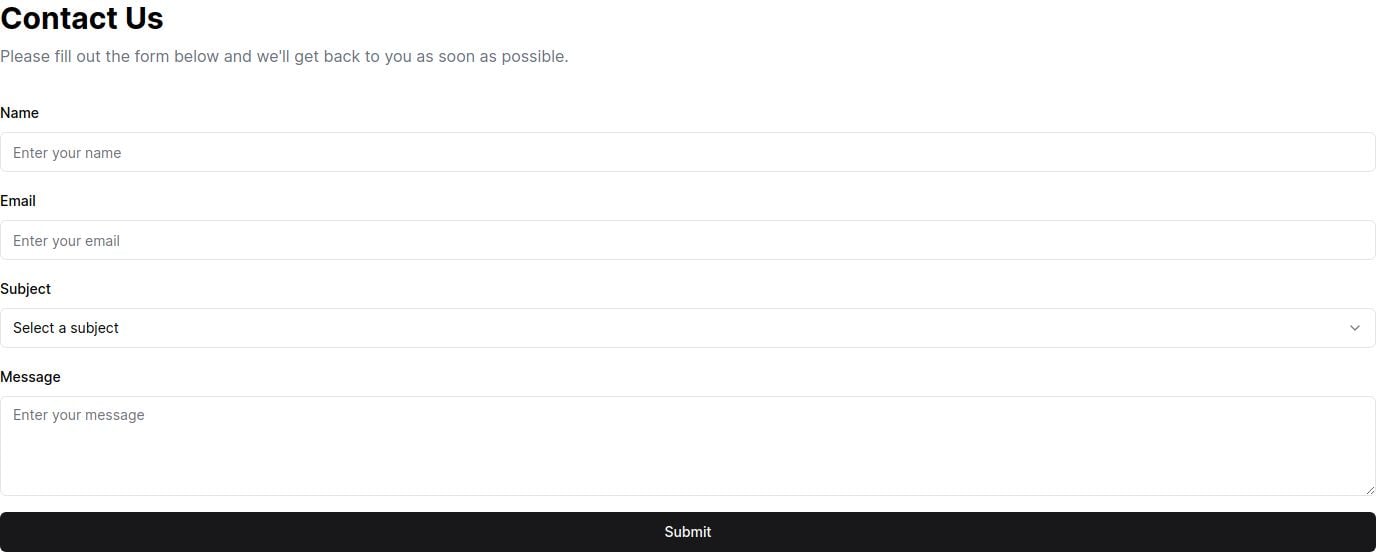 Contact Us
Please fill out the form below and we'll get back to you as soon as possible.
Name
Enter your name
Email
Enter your email
Subject
Select a subject
Message
Enter your message
Submit